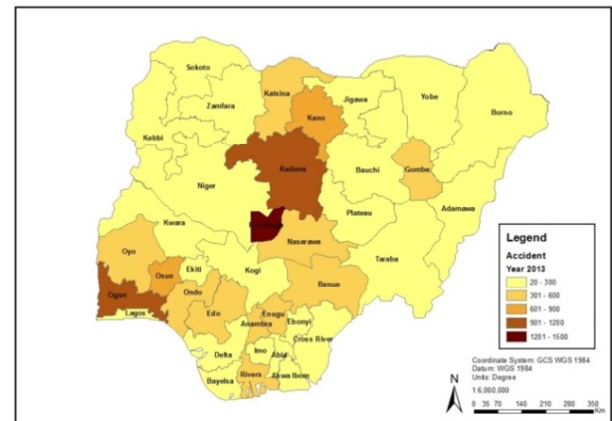 Sokoto
Katsina
Zamfara
Kano
Jigawa
Yobe
Borno
Kebbi
Kaduna
Bauchi
Gombe
Niger
Adamawa
Plateau
Kwara
Nasarawa
Taraba
Oyo
Osun
Ekiti
Kogi
Benue
Ogun
Ondo
Lagos
Edo
Enugu
Anambra
Ebonyi
Cross River
Delta
Imo
Abia
Bayelsa
Rivers
Akwa Ibom
Legend
Accident
Year 2013
20 - 300
301 - 600
601 - 900
901 - 1200
1201 - 1500
Coordinate System: GCS WGS 1984
Datum: WGS 1984
Units: Degree
1:6,000,000
N
0 35 70 140 210 280 350
Km